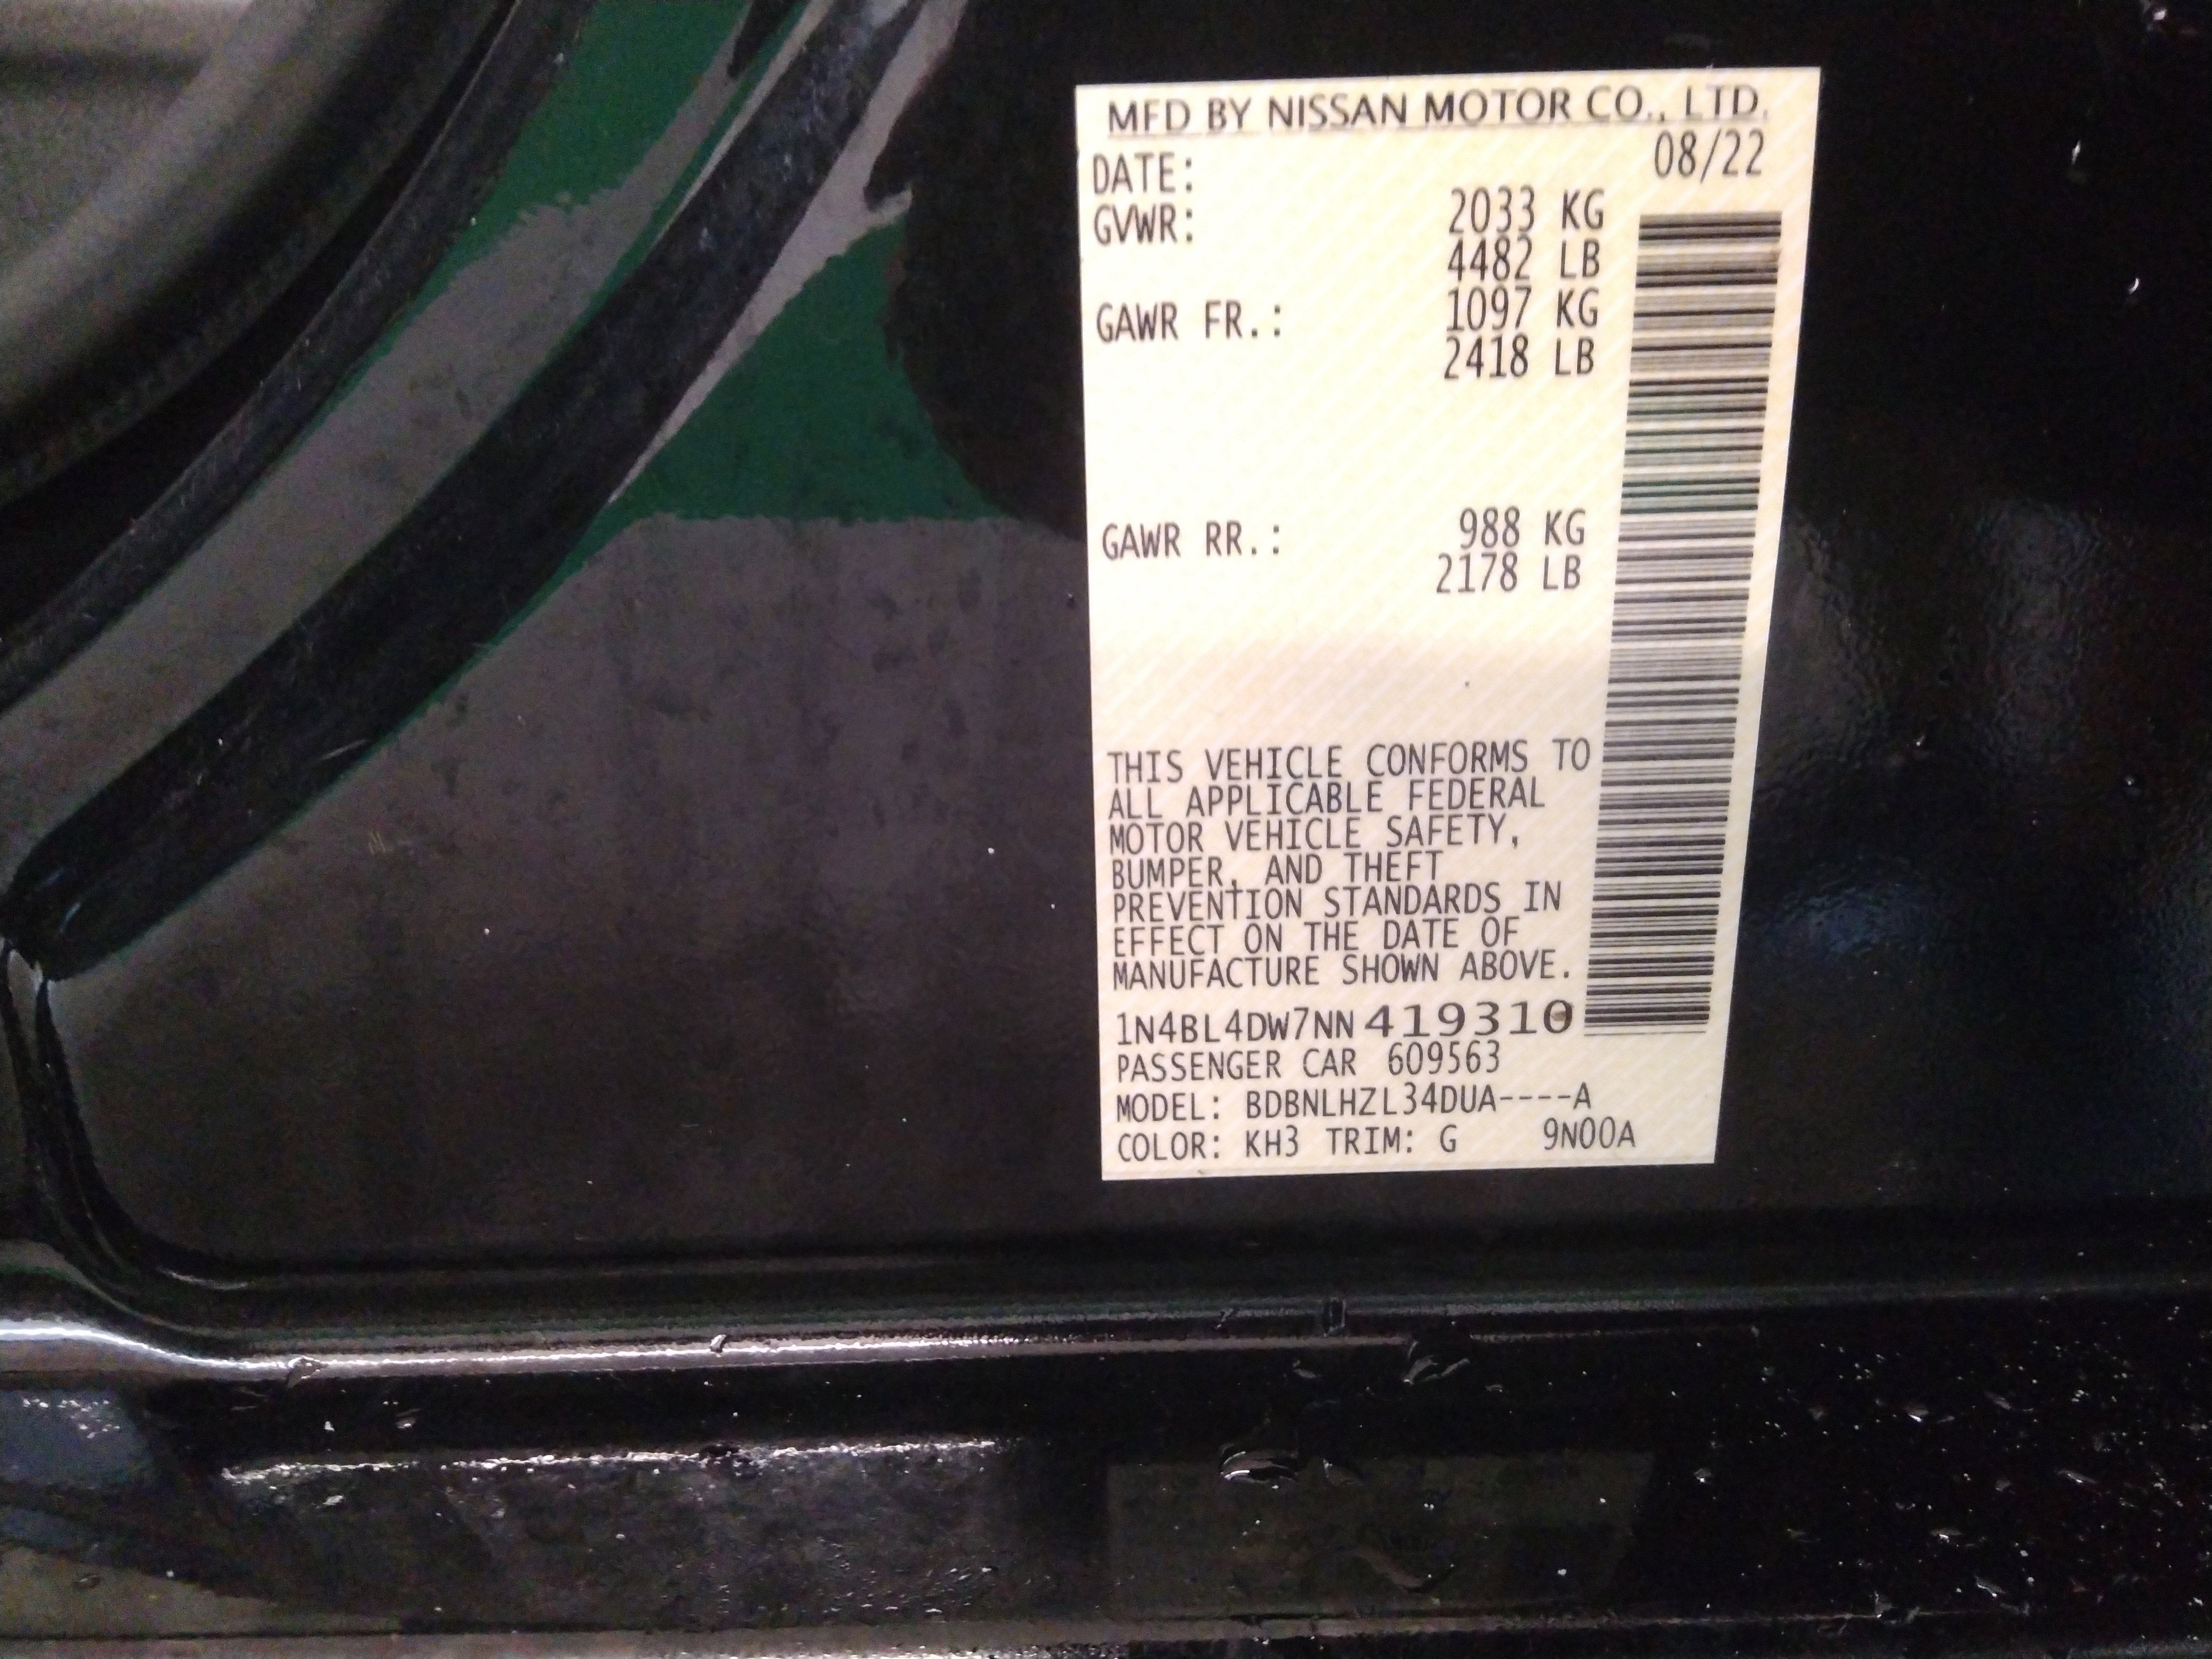 MFD BY NISSAN MOTOR CO., LTD.
DATE: 08/22
GVWR: 2033 KG
4482 LB
GAWR FR.: 1097 KG
2418 LB
GAWR RR.: 988 KG
2178 LB
THIS VEHICLE CONFORMS TO
ALL APPLICABLE FEDERAL
MOTOR VEHICLE SAFETY,
BUMPER, AND THEFT
PREVENTION STANDARDS IN
EFFECT ON THE DATE OF
MANUFACTURE SHOWN ABOVE.
1N4BL4DW7NN419310
PASSENGER CAR 609563
MODEL: BDBNLHZL34DUA----A
COLOR: KH3 TRIM: G 9N00A